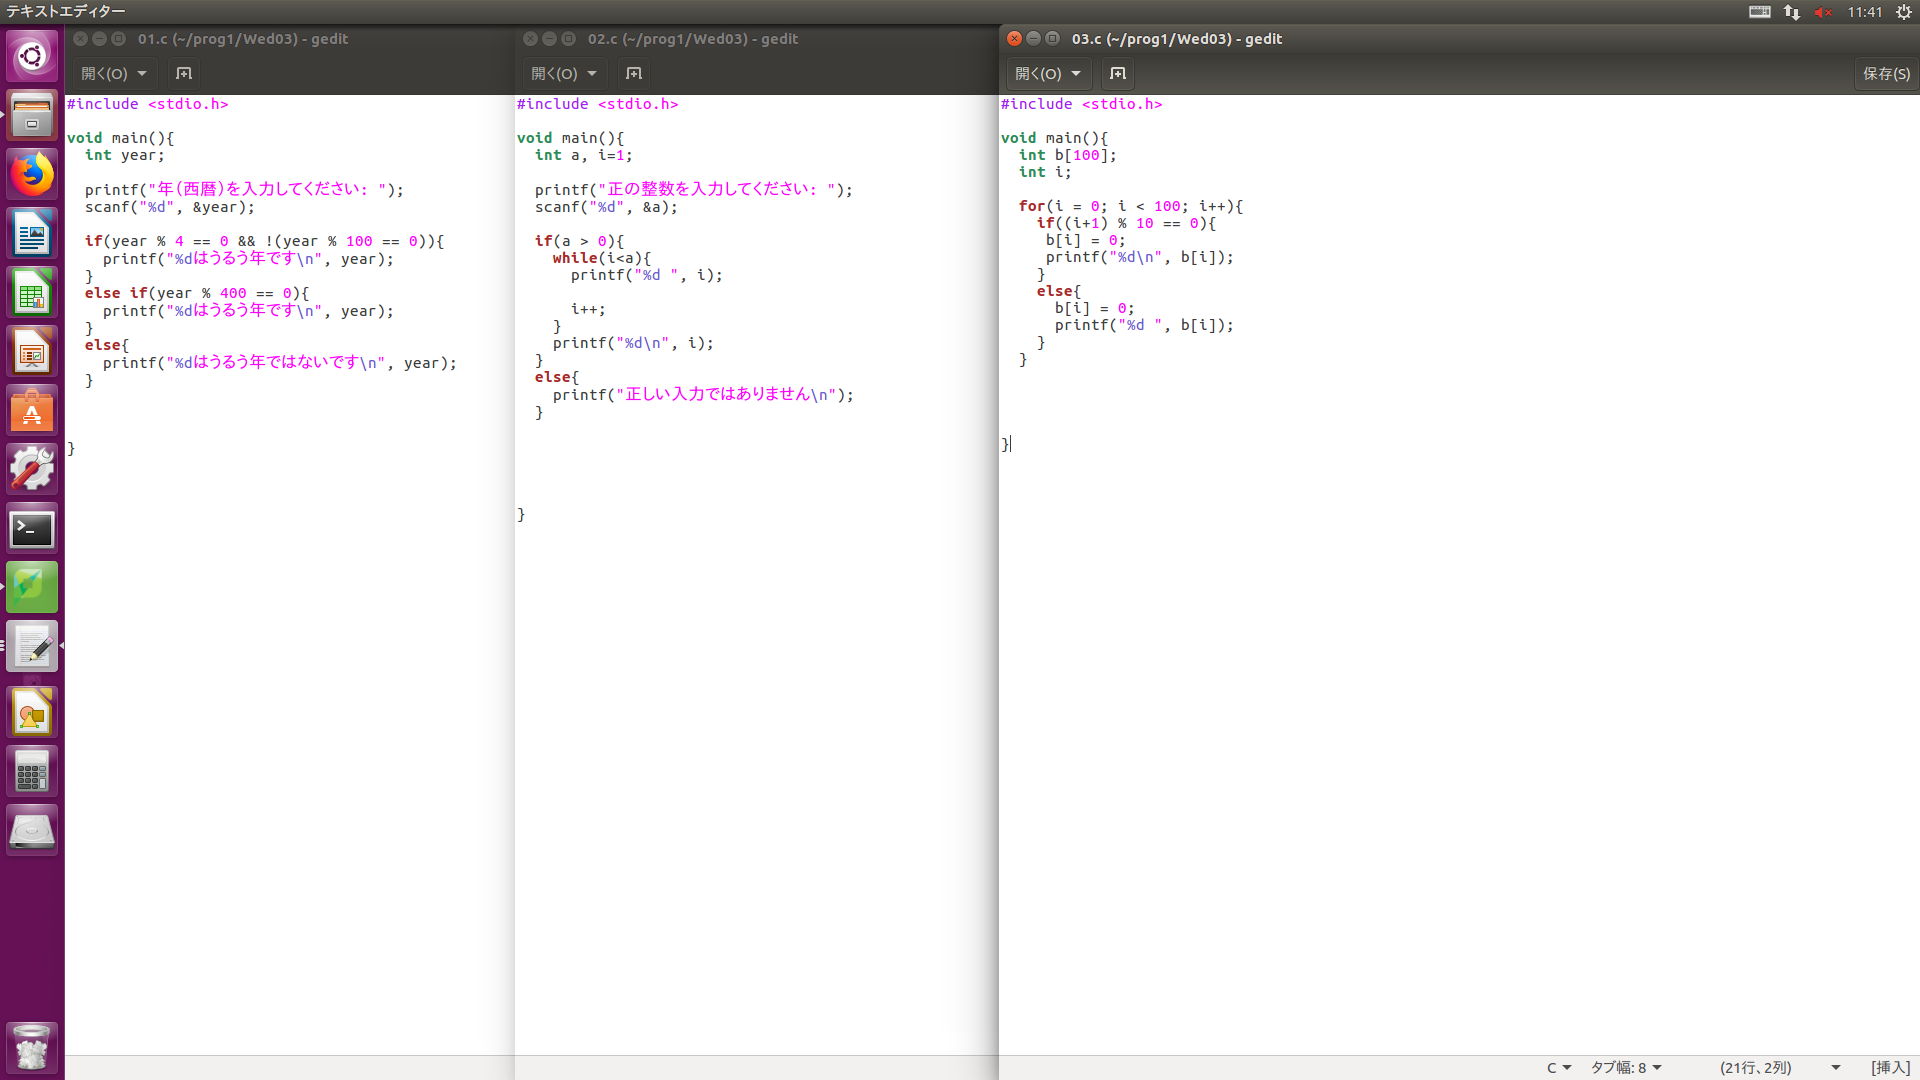 テキストエディター
11:41
01.c (~/prog1/Wed03) - gedit
開く(O)
#include <stdio.h>
void main(){
  int year;
  printf("年(西暦)を入力してください: ");
  scanf("%d", &year);
  if(year % 4 == 0 && !(year % 100 == 0)){
    printf("%dはうるう年です\n", year);
  }
  else if(year % 400 == 0){
    printf("%dはうるう年です\n", year);
  }
  else{
    printf("%dはうるう年ではないです\n", year);
  }
}
02.c (~/prog1/Wed03) - gedit
開く(O)
#include <stdio.h>
void main(){
  int a, i=1;
  printf("正の整数を入力してください: ");
  scanf("%d", &a);
  if(a > 0){
    while(i<a){
      printf("%d ", i);
      i++;
    }
    printf("%d\n", i);
  }
  else{
    printf("正しい入力ではありません\n");
  }
}
03.c (~/prog1/Wed03) - gedit
開く(O)
保存(S)
#include <stdio.h>
void main(){
  int b[100];
  int i;
  for(i = 0; i < 100; i++){
    if((i+1) % 10 == 0){
     b[i] = 0;
     printf("%d\n", b[i]);
    }
    else{
      b[i] = 0;
      printf("%d ", b[i]);
    }
  }
}
C
タブ幅: 8
(21行、2列)
[挿入]